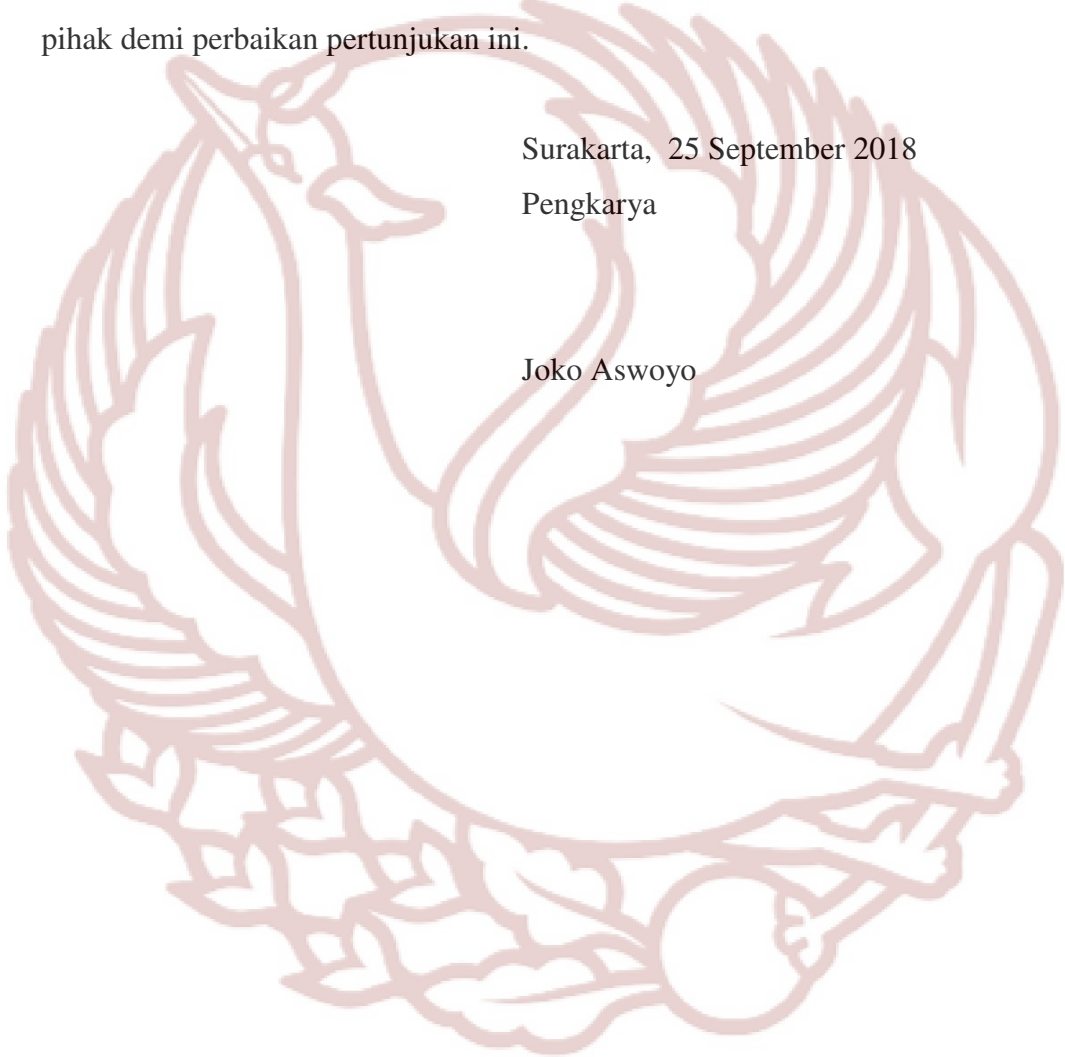 pihak demi perbaikan pertunjukan ini.
Surakarta,  25 September 2018
Pengkarya
Joko Aswoyo